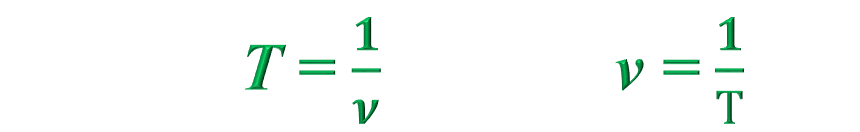 T = 1/ν ν = 1/T